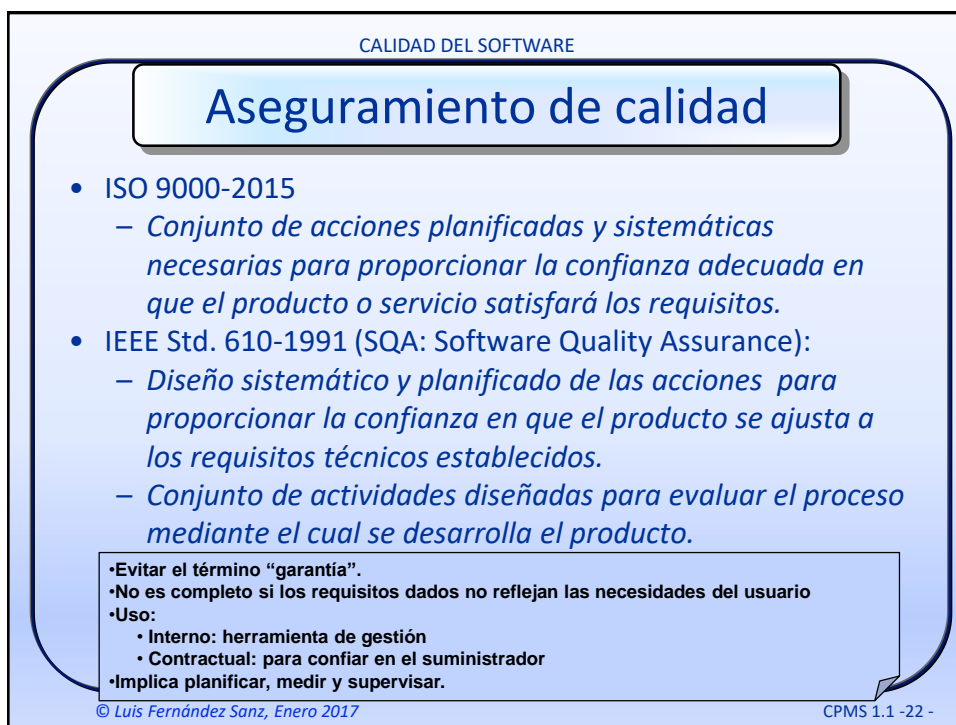 CALIDAD DEL SOFTWARE
Aseguramiento de calidad
• ISO 9000-2015
– Conjunto de acciones planificadas y sistemáticas
necesarias para proporcionar la confianza adecuada en
que el producto o servicio satisfará los requisitos.
• IEEE Std. 610-1991 (SQA: Software Quality Assurance):
– Diseño sistemático y planificado de las acciones para
proporcionar la confianza en que el producto se ajusta a
los requisitos técnicos establecidos.
– Conjunto de actividades diseñadas para evaluar el proceso
mediante el cual se desarrolla el producto.
•Evitar el término “garantía”.
•No es completo si los requisitos dados no reflejan las necesidades del usuario
•Uso:
• Interno: herramienta de gestión
• Contractual: para confiar en el suministrador
•Implica planificar, medir y supervisar.
© Luis Fernández Sanz, Enero 2017 CPMS 1.1 -22 -